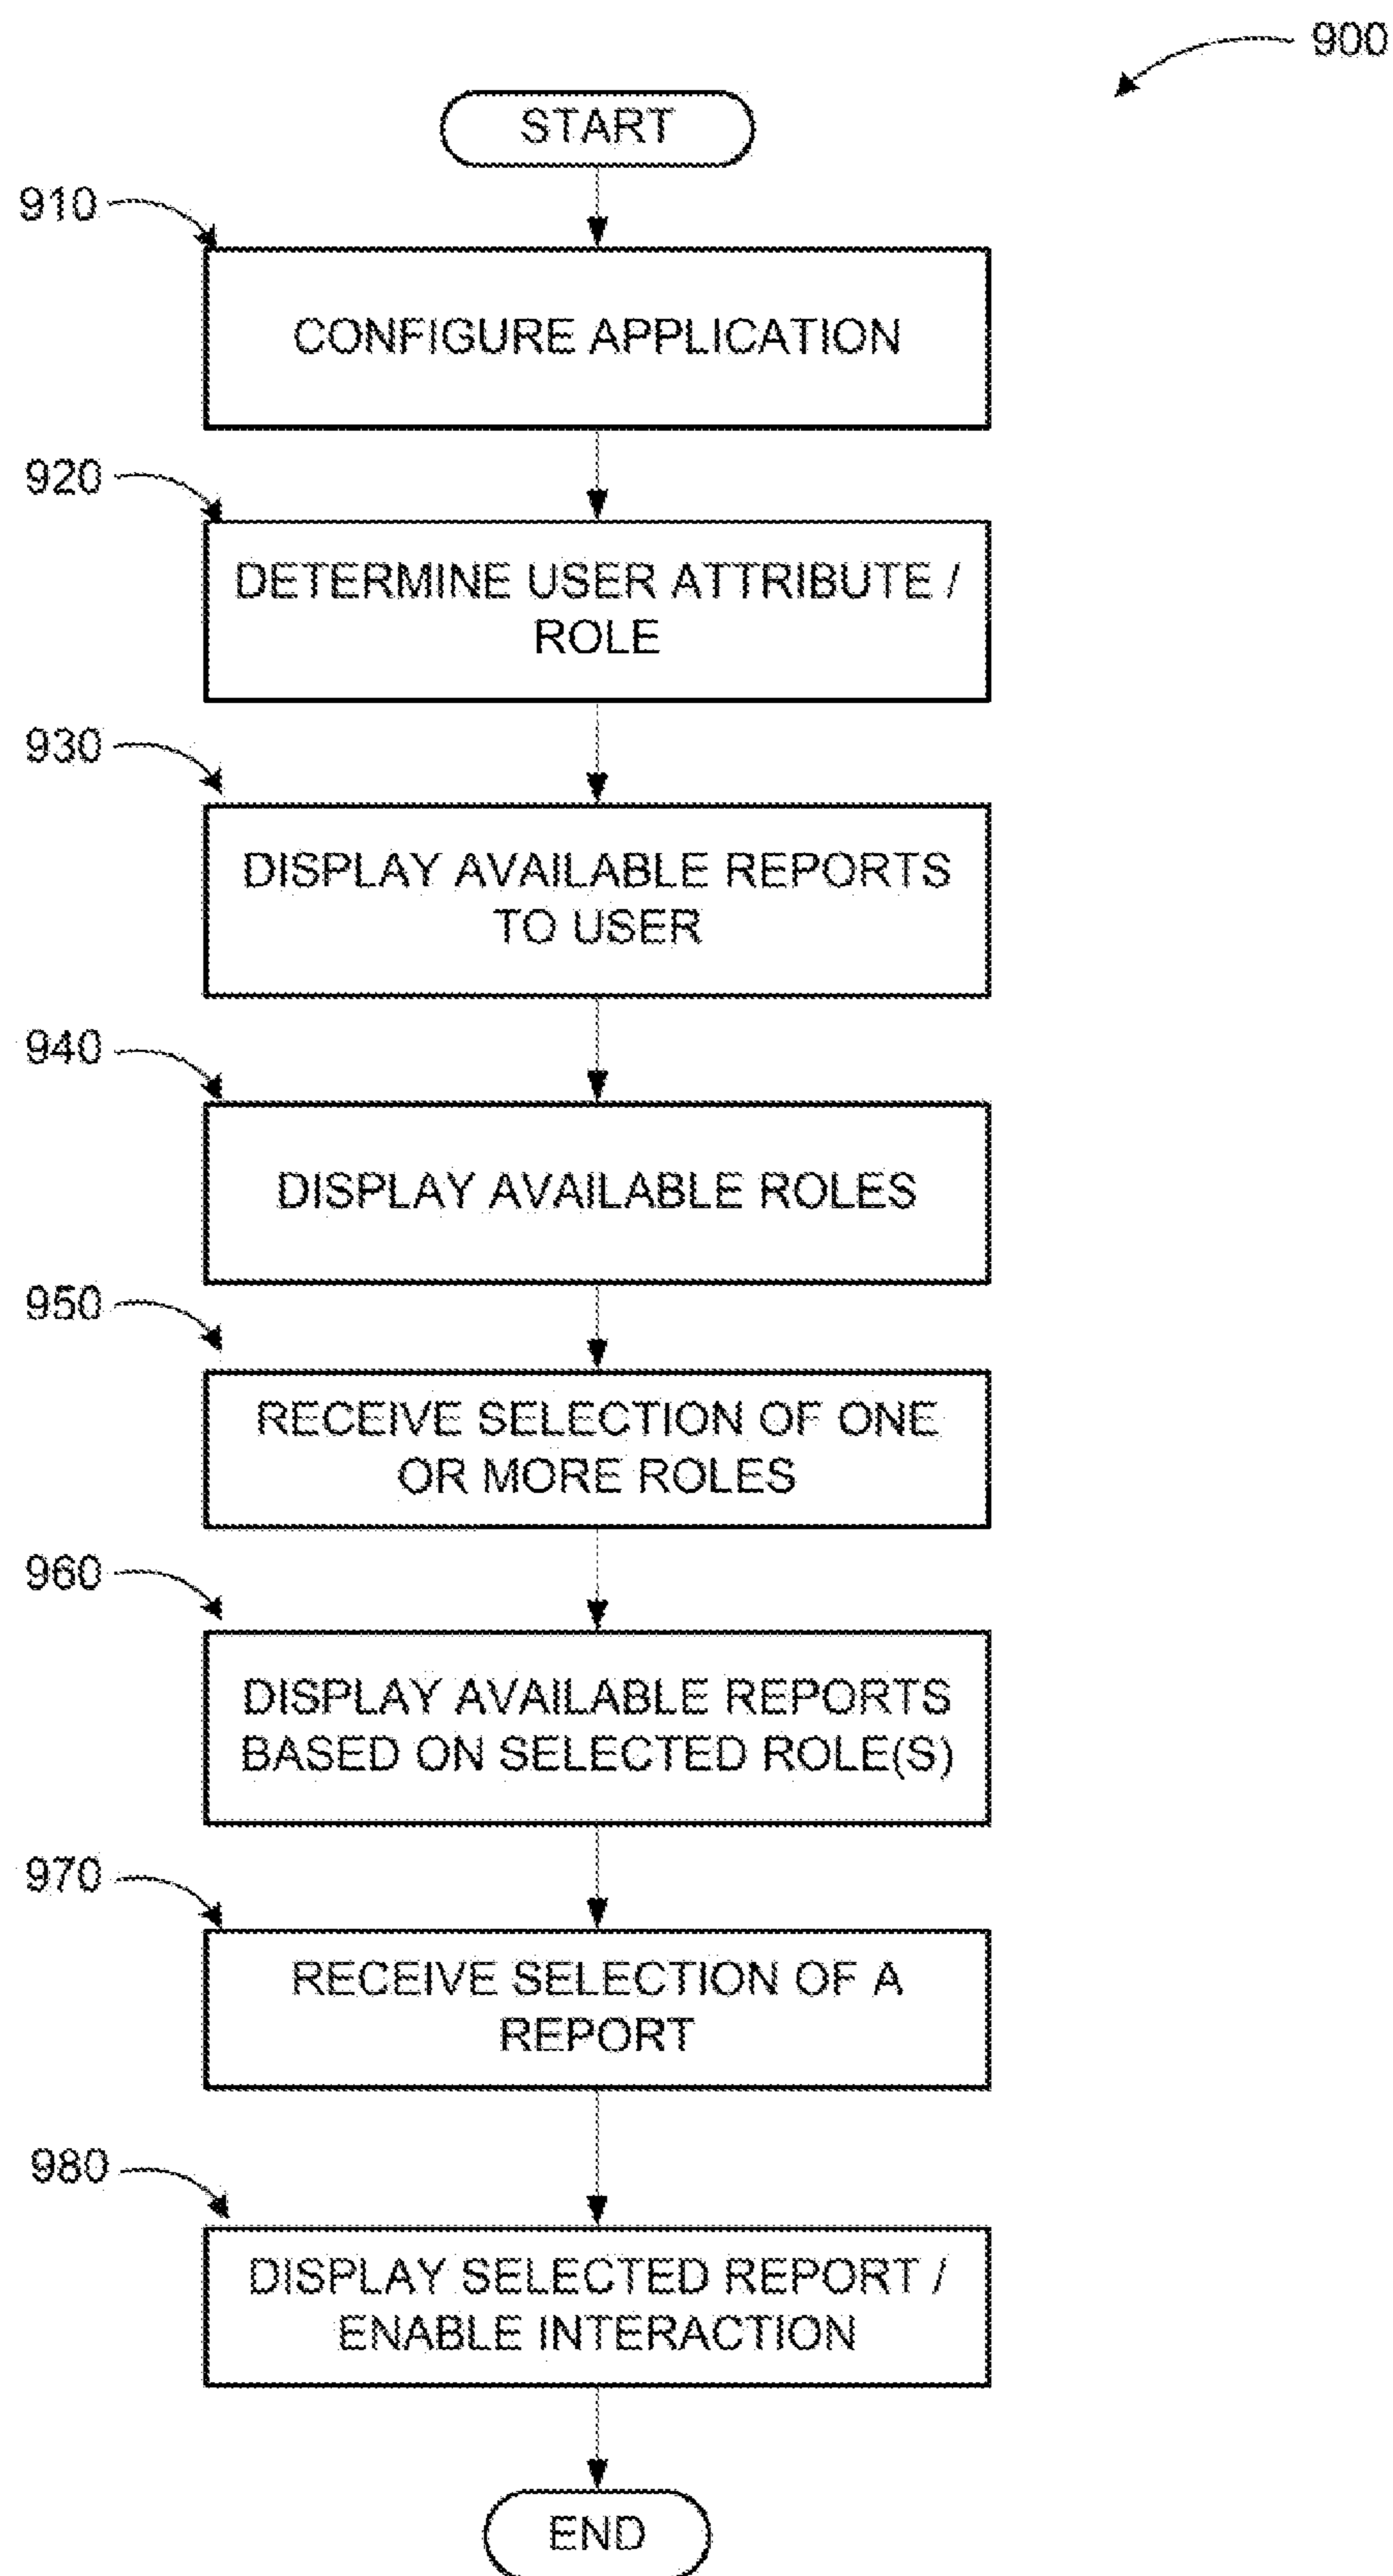 900
START
910
CONFIGURE APPLICATION
920
DETERMINE USER ATTRIBUTE /
ROLE
930
DISPLAY AVAILABLE REPORTS
TO USER
940
DISPLAY AVAILABLE ROLES
950
RECEIVE SELECTION OF ONE
OR MORE ROLES
960
DISPLAY AVAILABLE REPORTS
BASED ON SELECTED ROLE(S)
970
RECEIVE SELECTION OF A
REPORT
980
DISPLAY SELECTED REPORT /
ENABLE INTERACTION
END